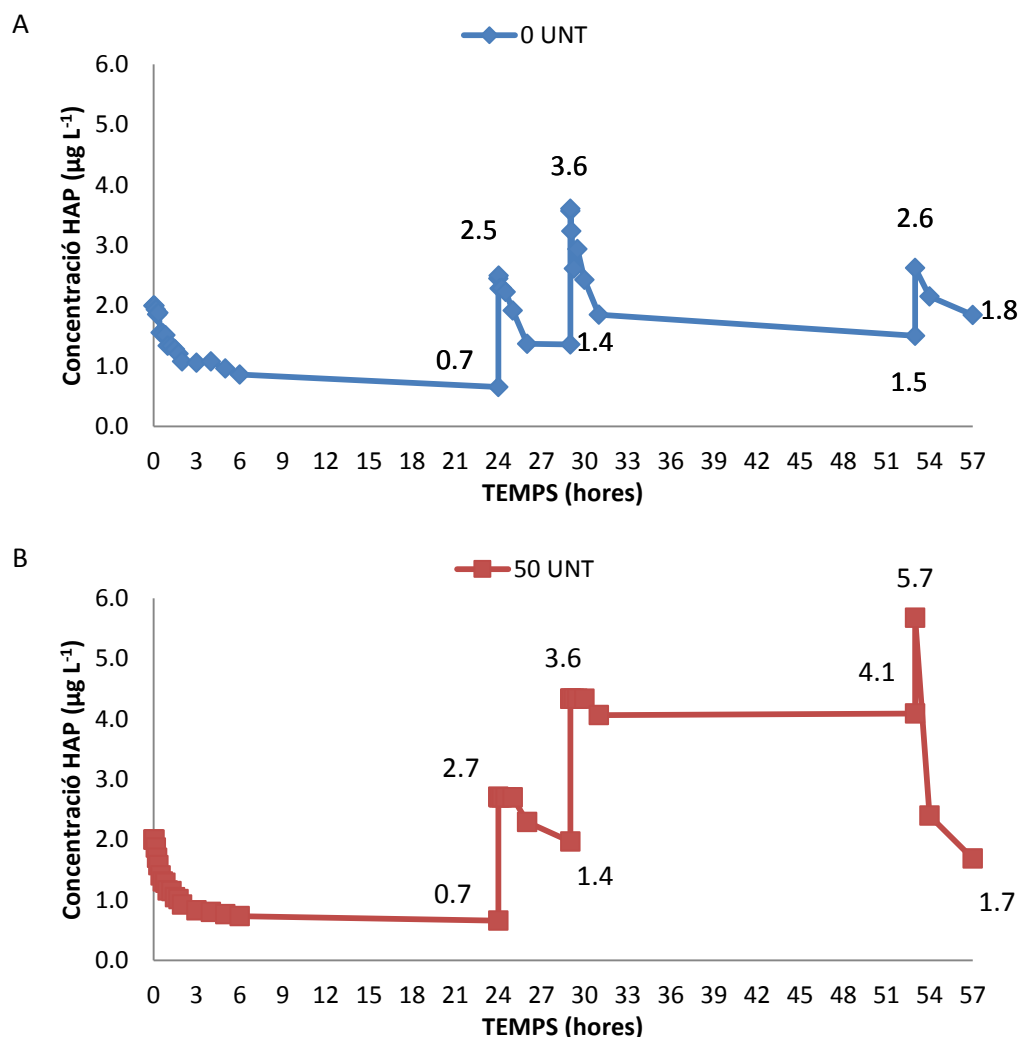 A
0 UNT
Concentració HAP (µg L-1)
6.0
5.0
4.0
3.0
2.0
1.0
0.0
3.6
2.5
2.6
0.7
1.4
1.5
1.8
0 3 6 9 12 15 18 21 24 27 30 33 36 39 42 45 48 51 54 57
TEMPS (hores)
B
50 UNT
Concentració HAP (µg L-1)
6.0
5.0
4.0
3.0
2.0
1.0
0.0
5.7
3.6
4.1
2.7
0.7
1.4
1.7
0 3 6 9 12 15 18 21 24 27 30 33 36 39 42 45 48 51 54 57
TEMPS (hores)